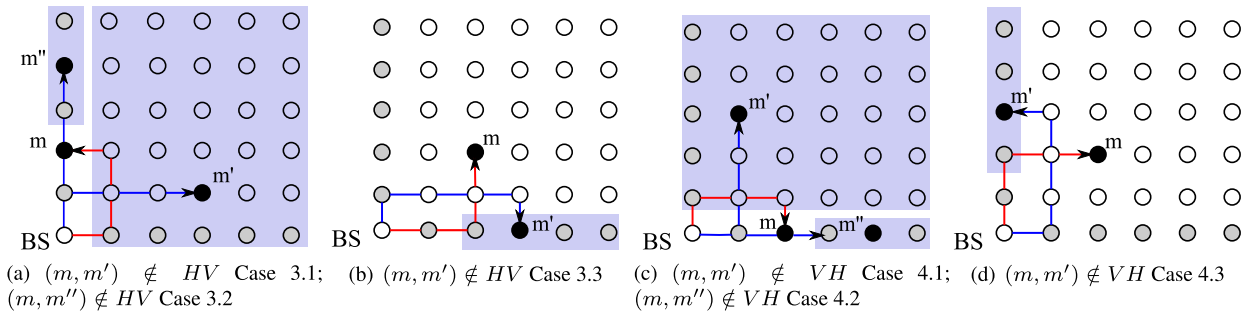 m''
m
m'
BS
m
m'
BS
m'
m
m''
BS
m'
m
BS
(a) (m, m') ∉ HV Case 3.1;
(m, m'') ∉ HV Case 3.2
(b) (m, m') ∉ HV Case 3.3
(c) (m, m') ∉ VH Case 4.1;
(m, m'') ∉ VH Case 4.2
(d) (m, m') ∉ VH Case 4.3